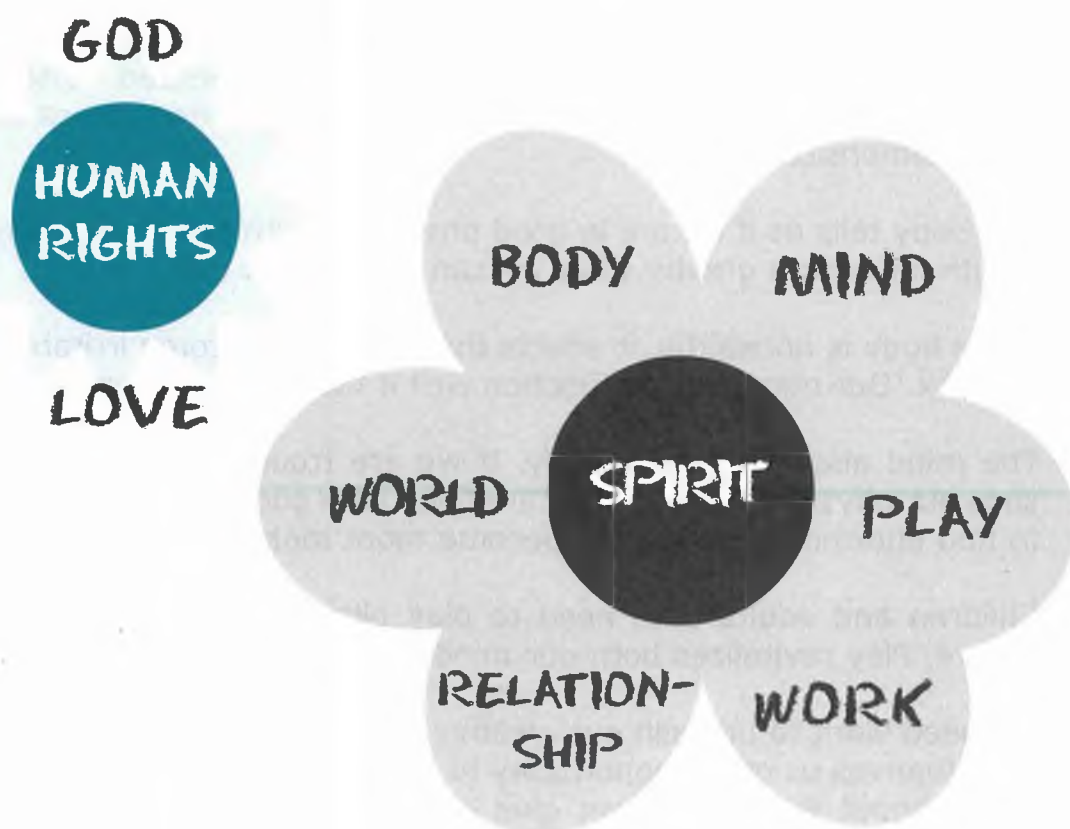 GOD
HUMAN
RIGHTS
LOVE
BODY
MIND
WORLD
SPIRIT
PLAY
RELATION-
SHIP
WORK